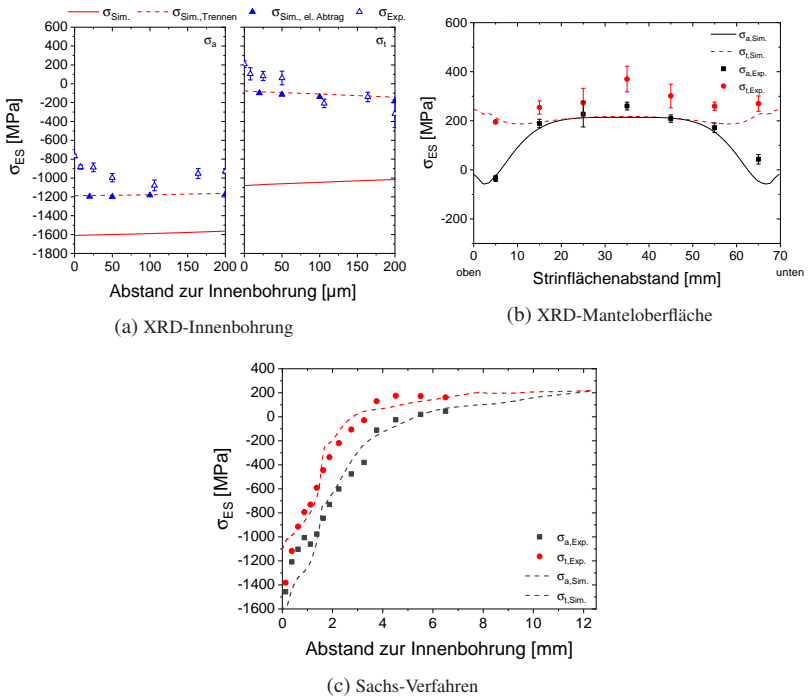 σSim. σSim.,Trennen σSim., el. Abtrag σExp.
600
400
200
0
-200
-400
-600
-800
-1000
-1200
-1400
-1600
-1800
σES [MPa]
σa
σt
0 50 100 150 200
0 50 100 150 200
Abstand zur Innenbohrung [µm]
(a) XRD-Innenbohrung
600
400
200
0
-200
σES [MPa]
σa,Sim.
σt,Sim.
σa,Exp.
σt,Exp.
0 10 20 30 40 50 60 70
oben Strinflächenabstand [mm] unten
(b) XRD-Manteloberfläche
400
200
0
-200
-400
-600
-800
-1000
-1200
-1400
-1600
σES [MPa]
σa,Exp.
σt,Exp.
σa,Sim.
σt,Sim.
0 2 4 6 8 10 12
Abstand zur Innenbohrung [mm]
(c) Sachs-Verfahren